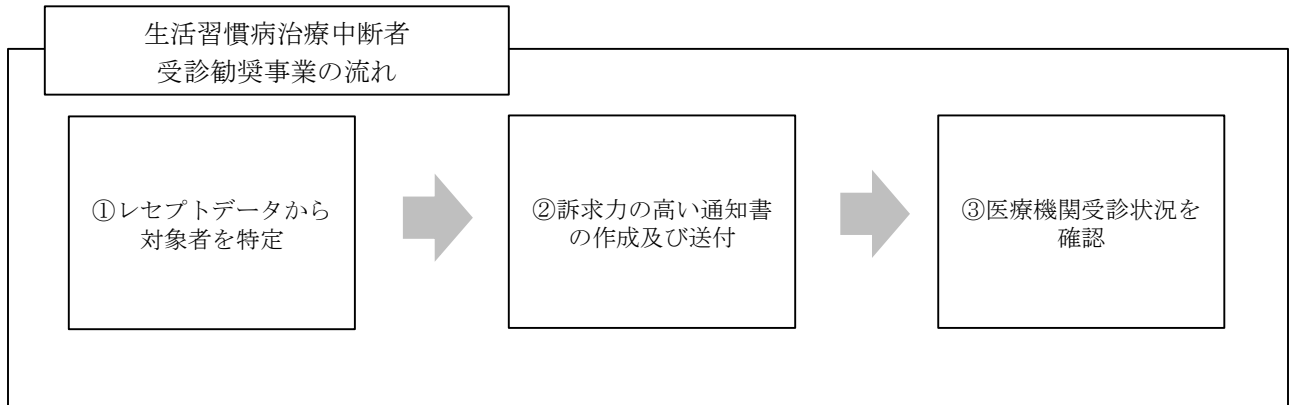 生活習慣病治療中断者
受診勧奨事業の流れ
①レセプトデータから
対象者を特定
②訴求力の高い通知書
の作成及び送付
③医療機関受診状況を
確認